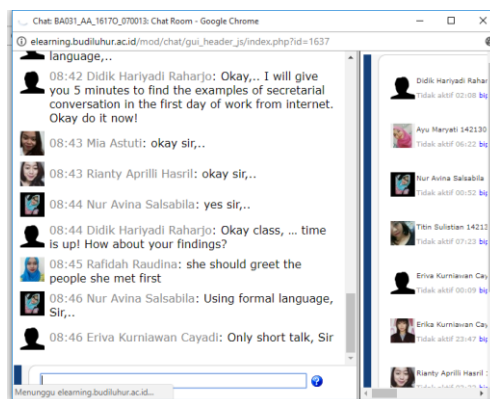 Chat: BA031_AA_1617O_070013: Chat Room - Google Chrome
elearning.budiluhur.ac.id/mod/chat/gui_header_js/index.php?id=1637
language,..
08:42 Didik Hariyadi Raharjo: Okay,.. I will give
you 5 minutes to find the examples of secretarial
conversation in the first day of work from internet.
Okay do it now!
08:43 Mia Astuti: okay sir,..
08:43 Rianty Aprilli Hasril: okay sir,..
08:44 Nur Avina Salsabila: yes sir,..
08:44 Didik Hariyadi Raharjo: Okay class, ... time
is up! How about your findings?
08:45 Rafidah Raudina: she should greet the
people she met first
08:46 Nur Avina Salsabila: Using formal language,
Sir,..
08:46 Eriva Kurniawan Cayadi: Only short talk, Sir
Menunggu elearning.budiluhur.ac.id...
Didik Hariyadi Rahar
Tidak aktif 02:08 bip
Ayu Maryati 142130
Tidak aktif 06:22 bip
Nur Avina Salsabila
Tidak aktif 00:52 bip
Titin Sulistian 14213
Tidak aktif 07:23 bip
Eriva Kurniawan Cay
Tidak aktif 00:09 bip
Erika Kurniawan Cay
Tidak aktif 23:47 bip
Rianty Aprilli Hasril